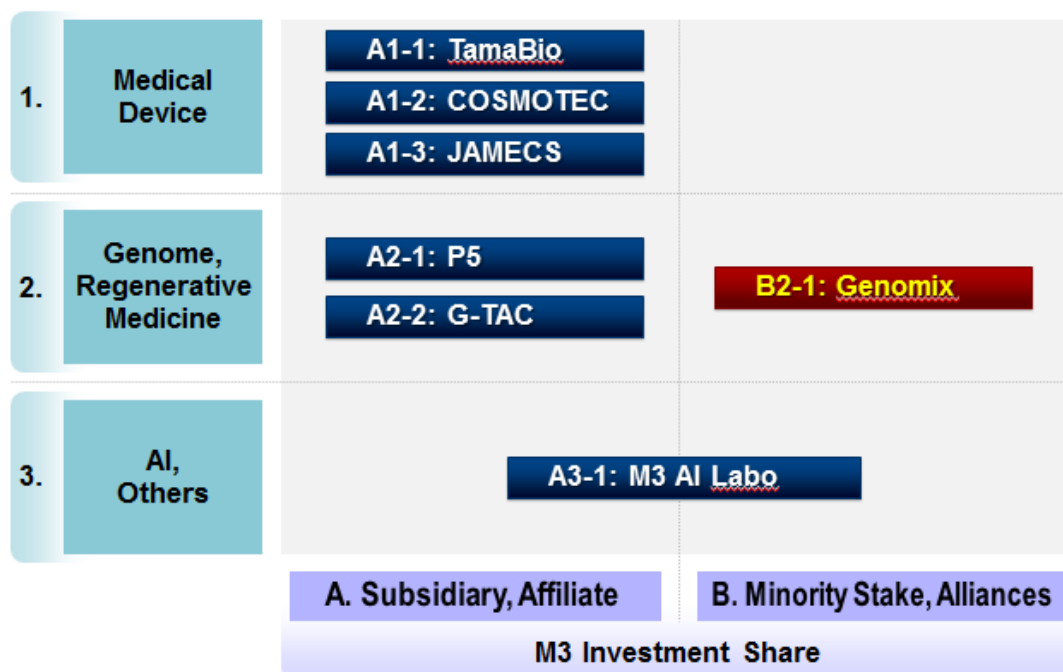 1.
Medical
Device
A1-1: TamaBio
A1-2: COSMOTEC
A1-3: JAMECS
2.
Genome,
Regenerative
Medicine
A2-1: P5
A2-2: G-TAC
B2-1: Genomix
3.
AI,
Others
A3-1: M3 AI Labo
A. Subsidiary, Affiliate
B. Minority Stake, Alliances
M3 Investment Share